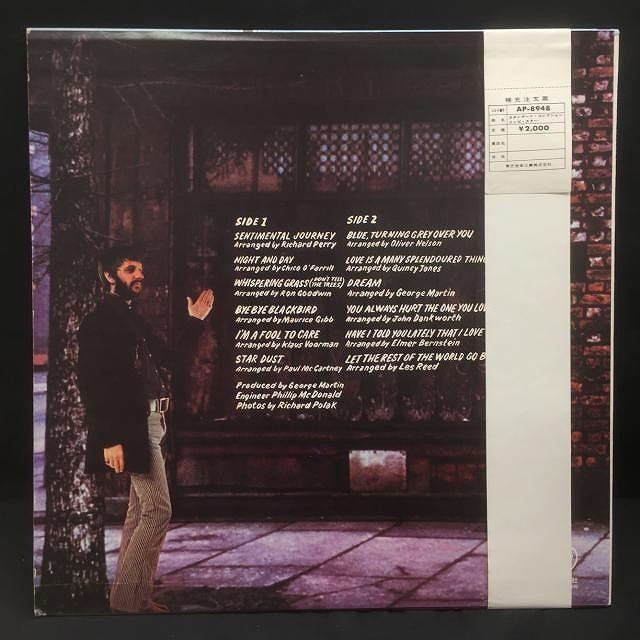 SIDE 1
SENTIMENTAL JOURNEY
Arranged by Richard Perry
NIGHT AND DAY
Arranged by Chico O'Farrill
WHISPERING GRASS (DON'T TELL THE TREES)
Arranged by Ron Goodwin
BYE BYE BLACKBIRD
Arranged by Maurice Gibb
I'M A FOOL TO CARE
Arranged by Klaus Voorman
STAR DUST
Arranged by Paul McCartney
Produced by George Martin
Engineer Phillip McDonald
Photos by Richard Polak
SIDE 2
BLUE, TURNING GREY OVER YOU
Arranged by Oliver Nelson
LOVE IS A MANY SPLENDOURED THIN
Arranged by Quincy Jones
DREAM
Arranged by George Martin
YOU ALWAYS HURT THE ONE YOU LO
Arranged by John Dankworth
HAVE I TOLD YOU LATELY THAT I LOVE
Arranged by Elmer Bernstein
LET THE REST OF THE WORLD GO B
Arranged by Les Reed
補充注文票
AP-8948
¥2,000